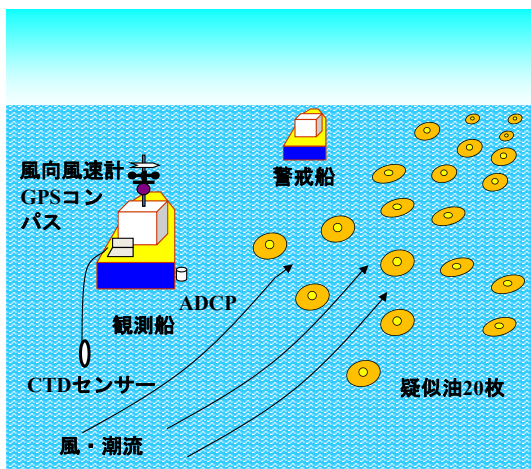 風向風速計
GPSコン
パス
警戒船
ADCP
観測船
CTDセンサー
疑似油20枚
風・潮流